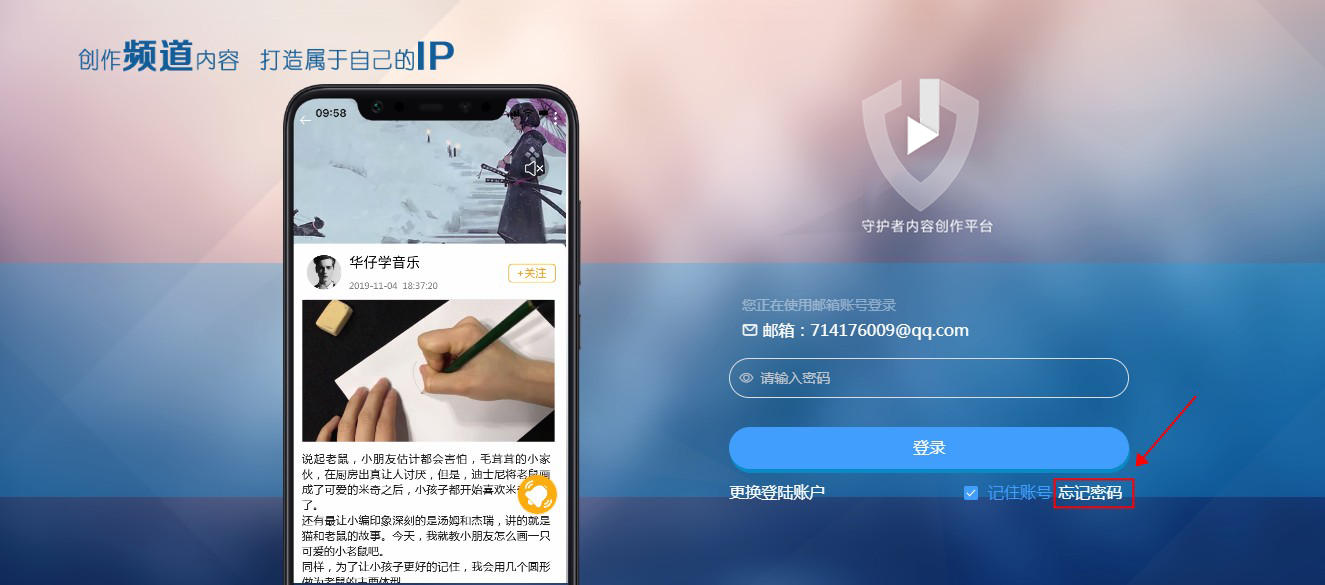 创作频道内容 打造属于自己的IP
09:58
华仔学音乐
+关注
2019-11-04 18:37:20
说起老鼠，小朋友估计都会害怕，毛茸茸的小家
伙，在厨房出真让人讨厌，但是，迪士尼将老鼠画
成了可爱的米奇之后，小孩子都开始喜欢米
了。
还有最让小编印象深刻的是汤姆和杰瑞，讲的就是
猫和老鼠的故事。今天，我就教小朋友怎么画一只
可爱的小老鼠吧。
同样，为了让小孩子更好的记住，我会用几个圆形
做为老鼠的主要体型
守护者内容创作平台
您正在使用邮箱账号登录
邮箱：714176009@qq.com
请输入密码
登录
更换登陆账户
记住账号
忘记密码